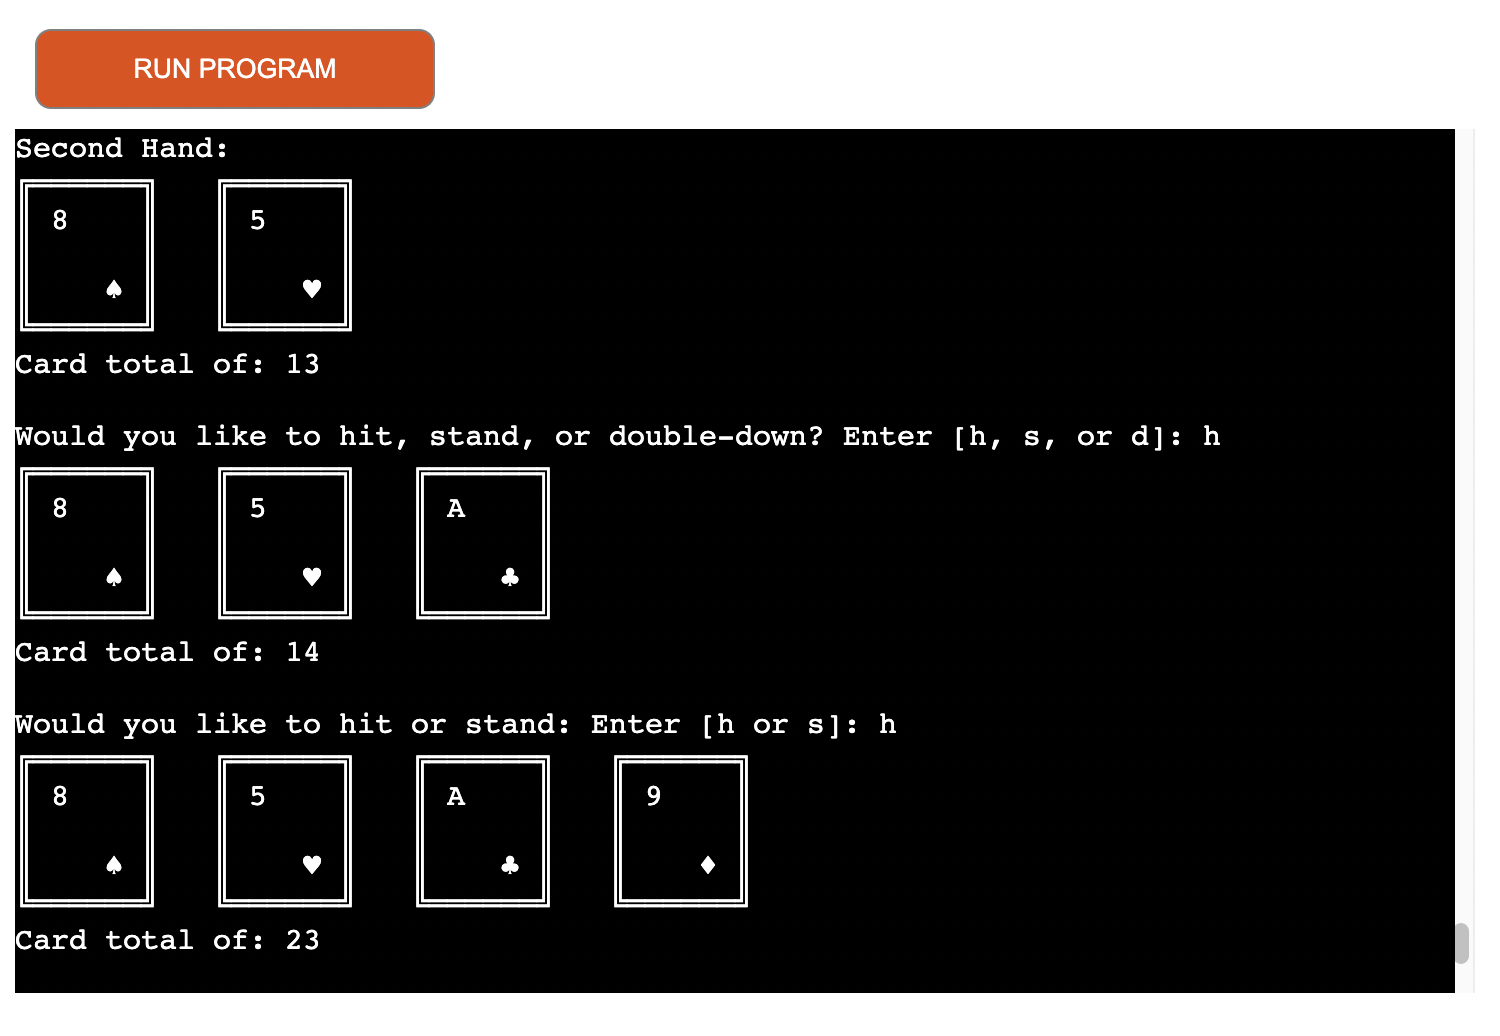 RUN PROGRAM
Second Hand:
8 5
♠ ♥
Card total of: 13
Would you like to hit, stand, or double-down? Enter [h, s, or d]: h
8 5 A
♠ ♥ ♣
Card total of: 14
Would you like to hit or stand: Enter [h or s]: h
8 5 A 9
♠ ♥ ♣ ♦
Card total of: 23